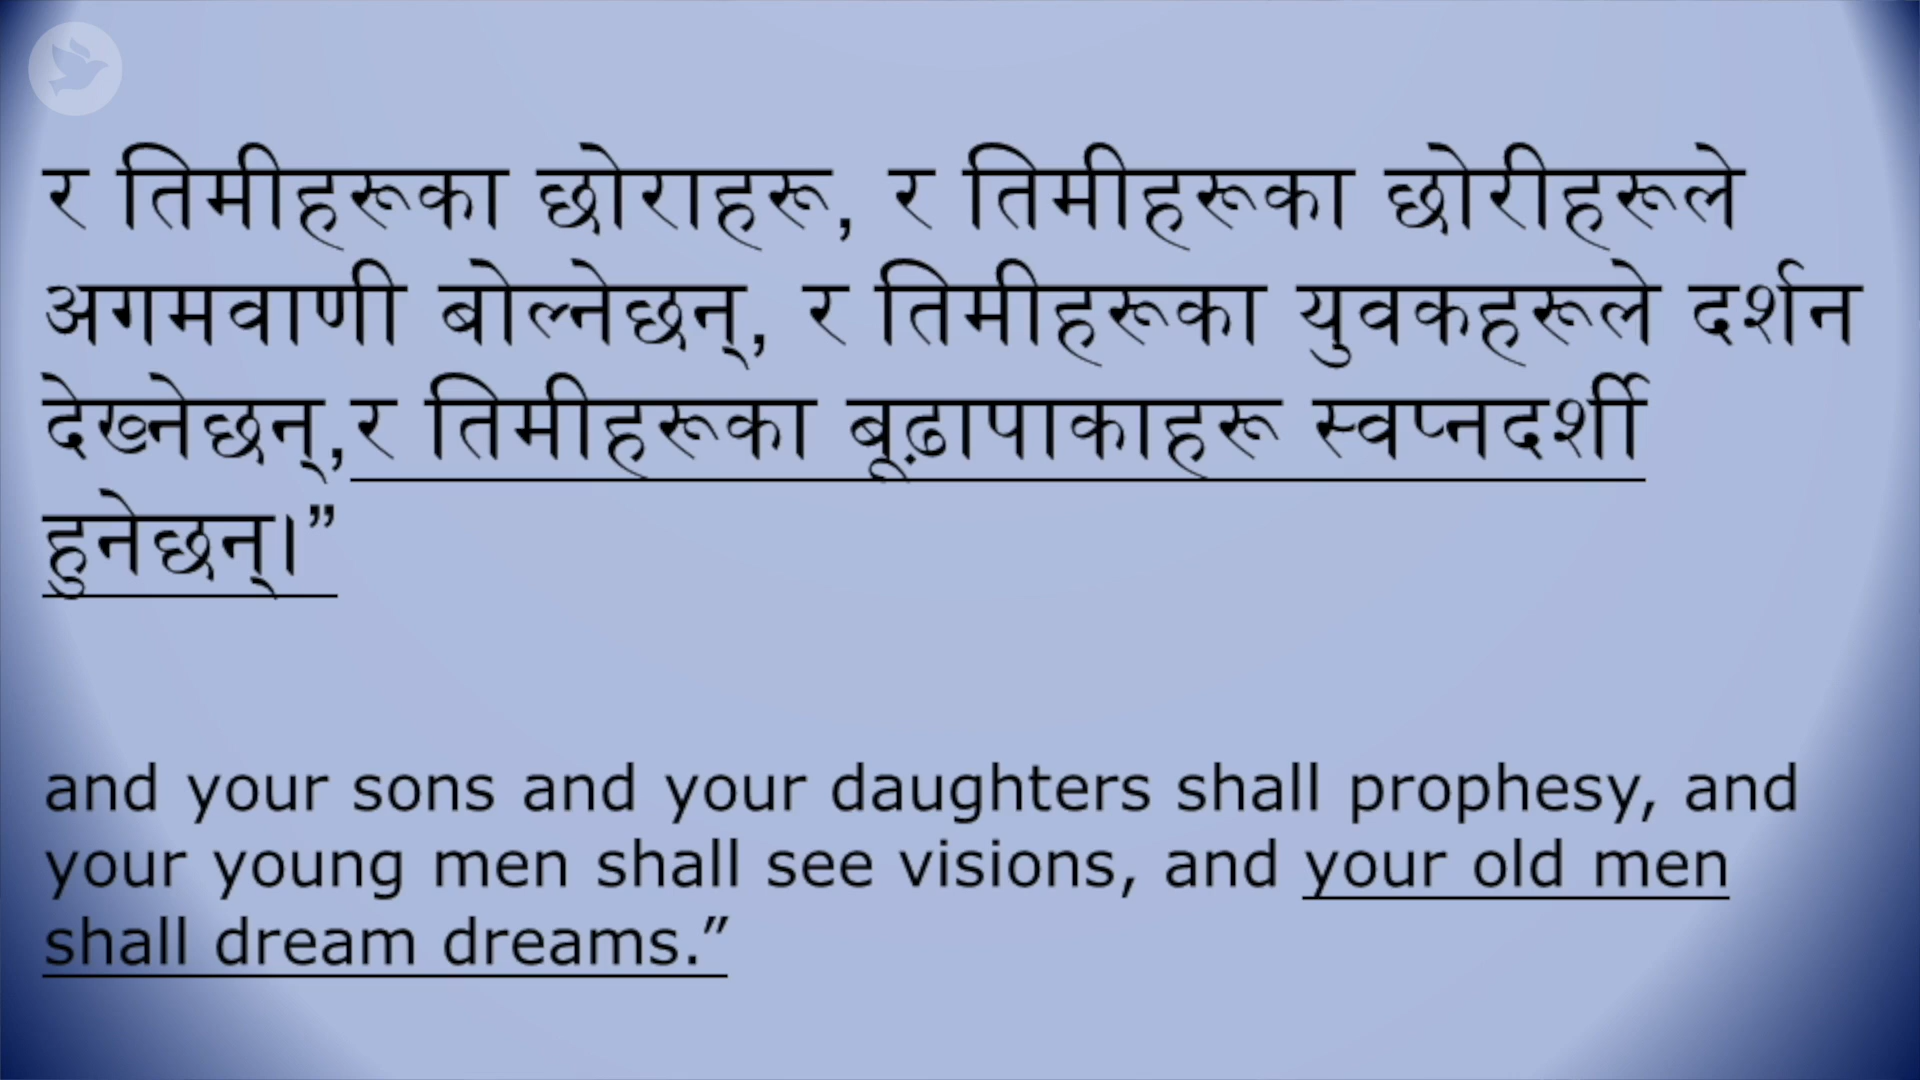 र तिमीहरूका छोराहरू, र तिमीहरूका छोरीहरूले
अगमवाणी बोल्नेछन्, र तिमीहरूका युवकहरूले दर्शन
देख्नेछन्,र तिमीहरूका बूढ़ापाकाहरू स्वप्नदर्शी
हुनेछन्।”
and your sons and your daughters shall prophesy, and
your young men shall see visions, and your old men
shall dream dreams.”